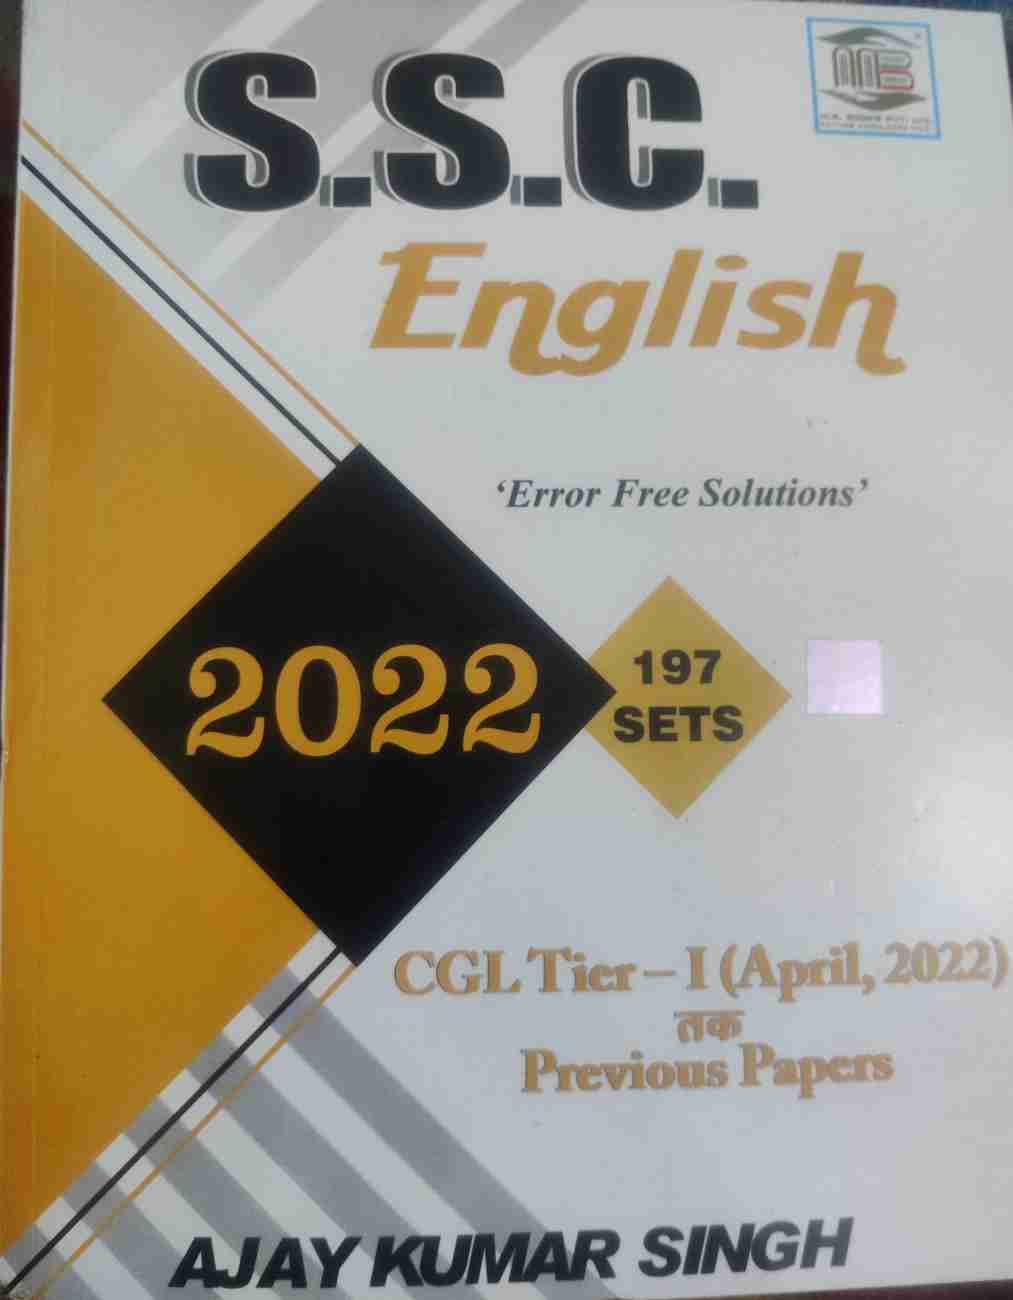 S.S.C.
English
'Error Free Solutions'
2022
197
SETS
CGL Tier – I (April, 2022)
तक
Previous Papers
AJAY KUMAR SINGH